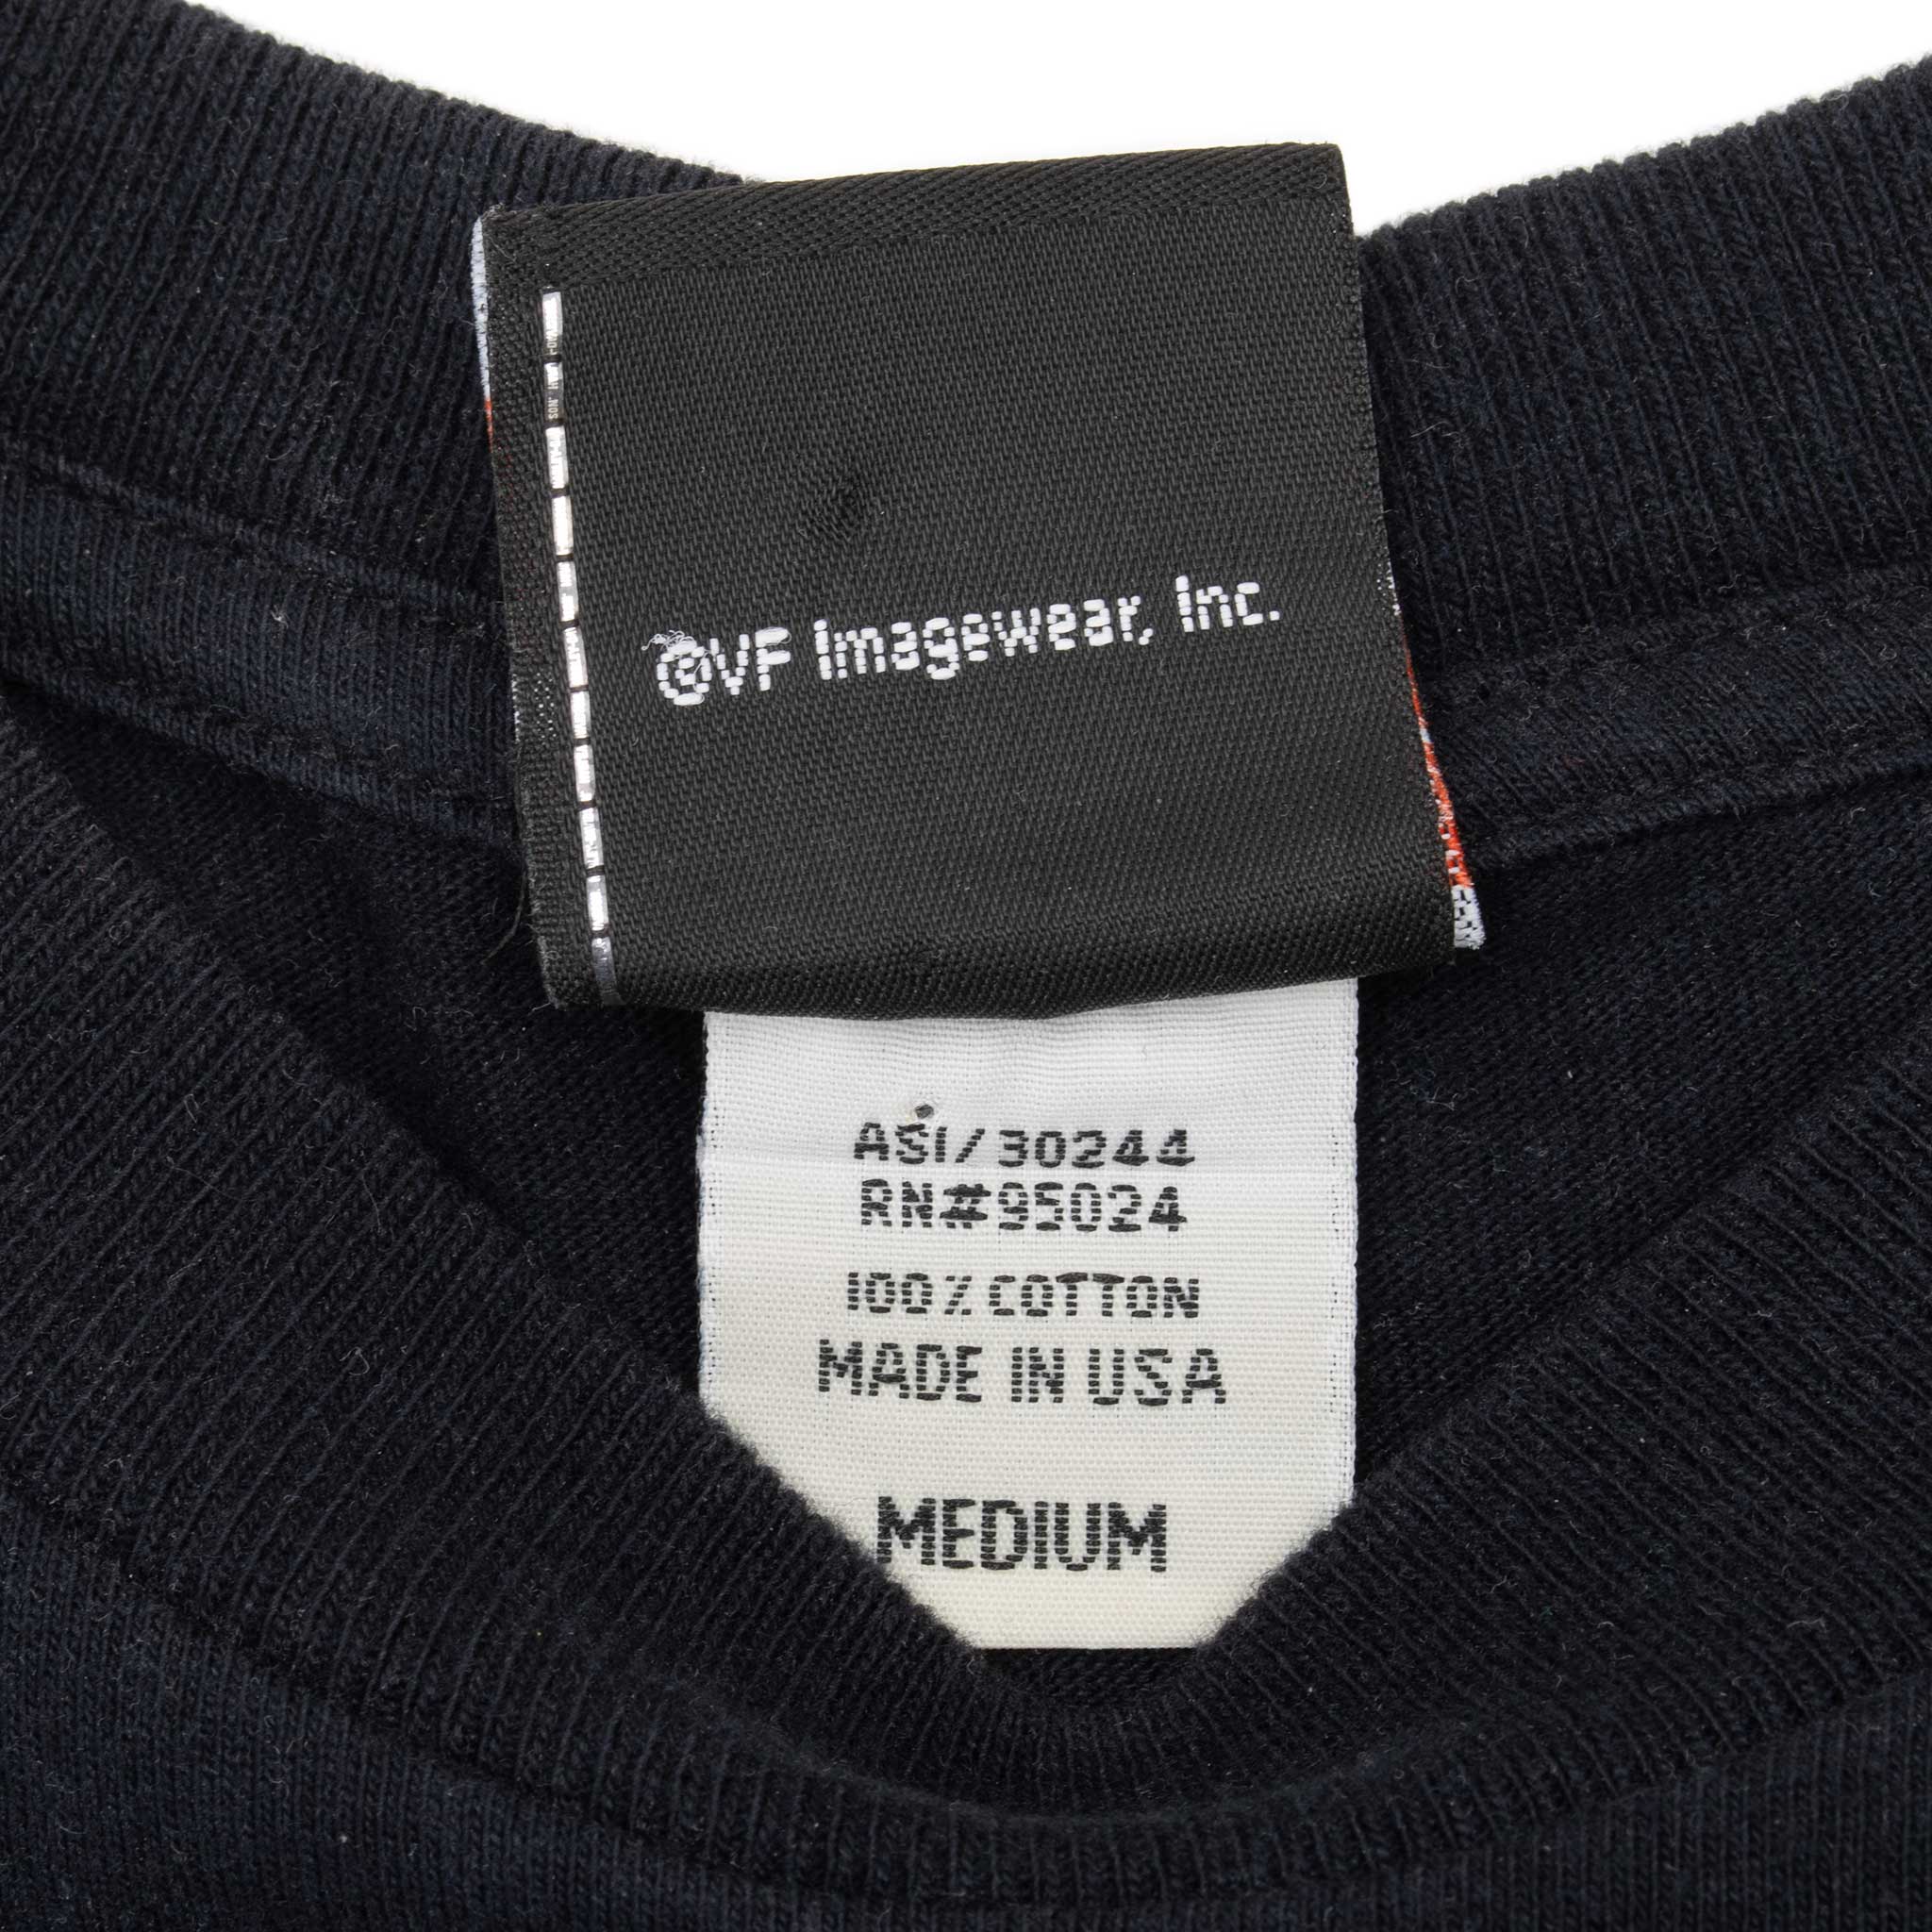 ©VF Imagewear, Inc.
ASI/30244
RN#95024
100% COTTON
MADE IN USA
MEDIUM